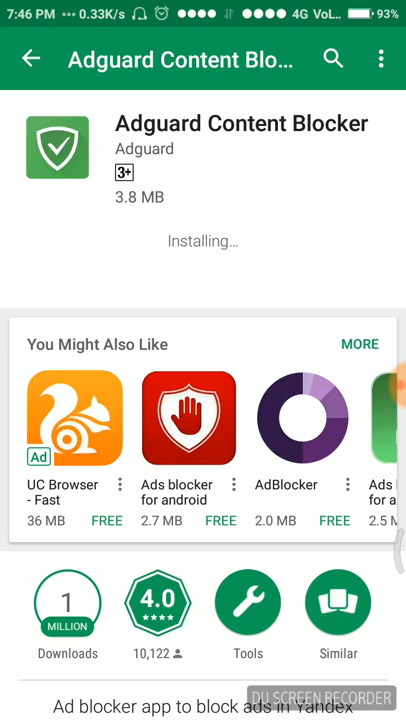 7:46 PM ••• 0.33K/s 4G VoL.. 93%
Adguard Content Blo...
Adguard Content Blocker
Adguard
3+
3.8 MB
Installing...
You Might Also Like MORE
Ad
UC Browser
- Fast
36 MB FREE
Ads blocker
for android
2.7 MB FREE
AdBlocker
2.0 MB FREE
Ads
for a
2.5 M
1
MILLION
Downloads
4.0
10,122
Tools
Similar
Ad blocker app to block ads in Yandex
DU SCREEN RECORDER